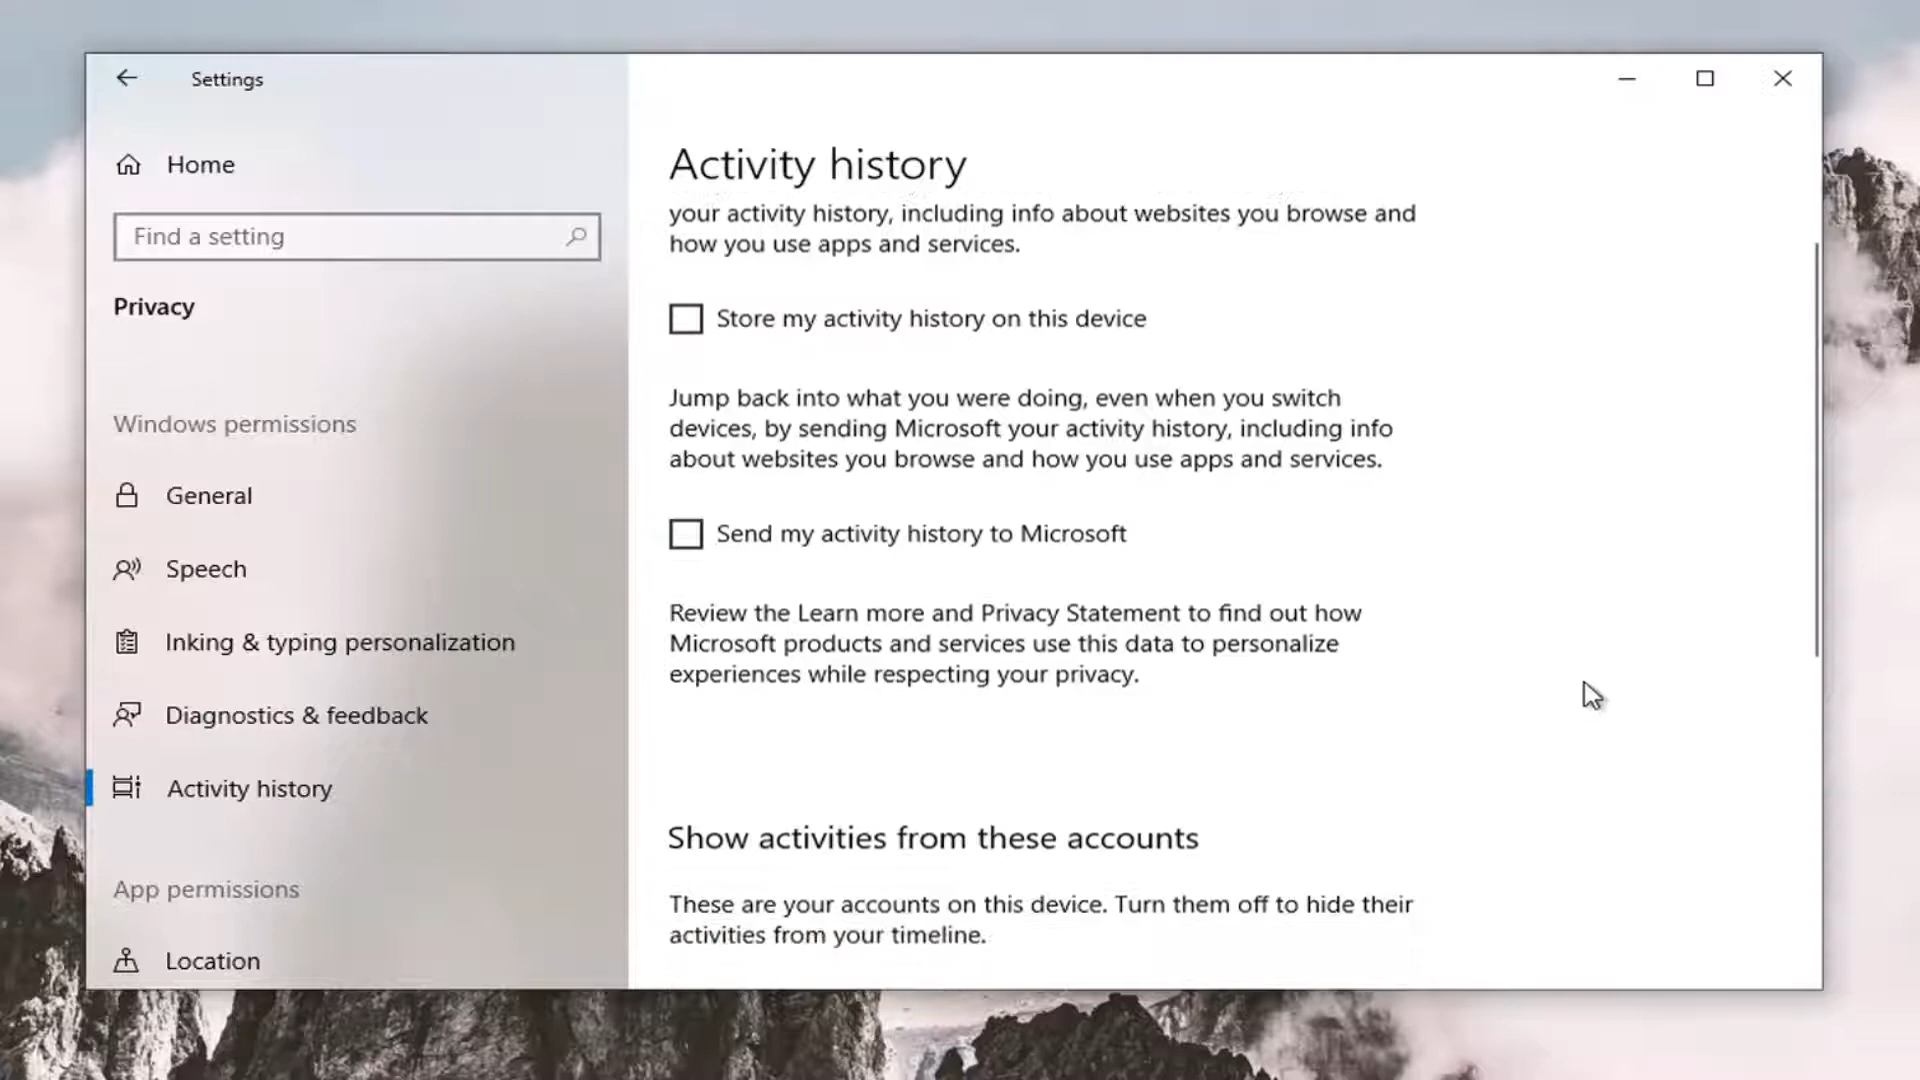 Settings
Home
Find a setting
Privacy
Windows permissions
General
Speech
Inking & typing personalization
Diagnostics & feedback
Activity history
App permissions
Location
Activity history
your activity history, including info about websites you browse and
how you use apps and services.
Store my activity history on this device
Jump back into what you were doing, even when you switch
devices, by sending Microsoft your activity history, including info
about websites you browse and how you use apps and services.
Send my activity history to Microsoft
Review the Learn more and Privacy Statement to find out how
Microsoft products and services use this data to personalize
experiences while respecting your privacy.
Show activities from these accounts
These are your accounts on this device. Turn them off to hide their
activities from your timeline.